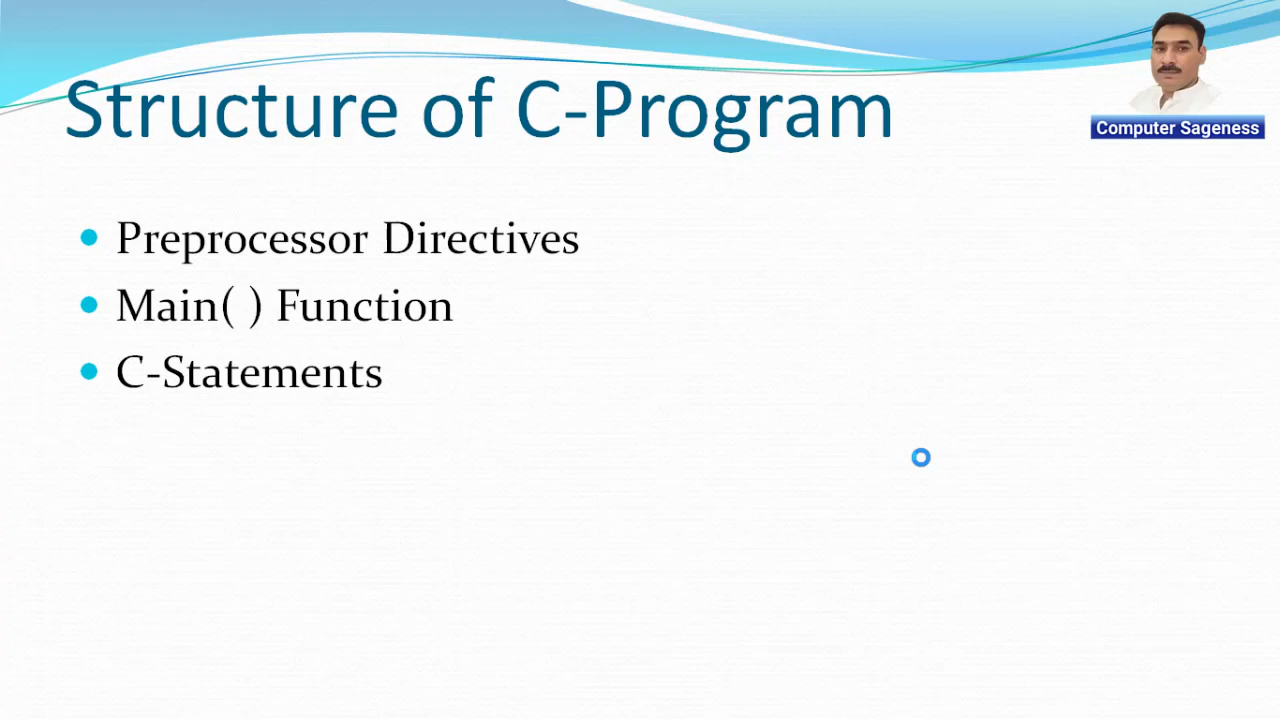 Structure of C-Program
Computer Sageness
Preprocessor Directives
Main( ) Function
C-Statements